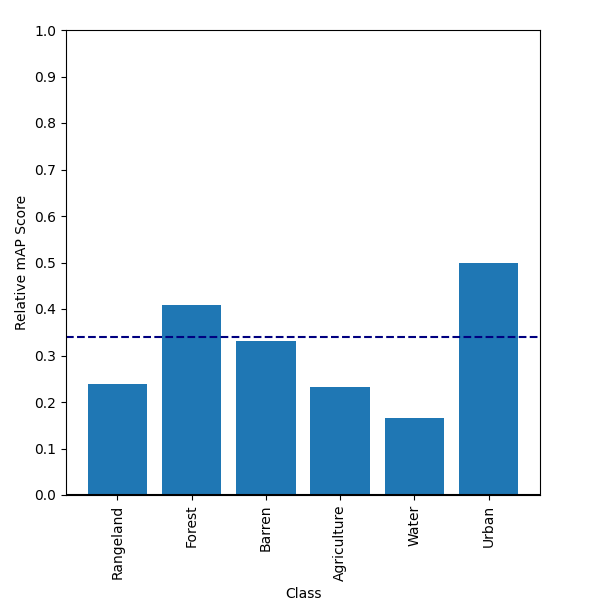 1.0
0.9
0.8
0.7
0.6
0.5
0.4
0.3
0.2
0.1
0.0
Relative mAP Score
Rangeland
Forest
Barren
Agriculture
Water
Urban
Class